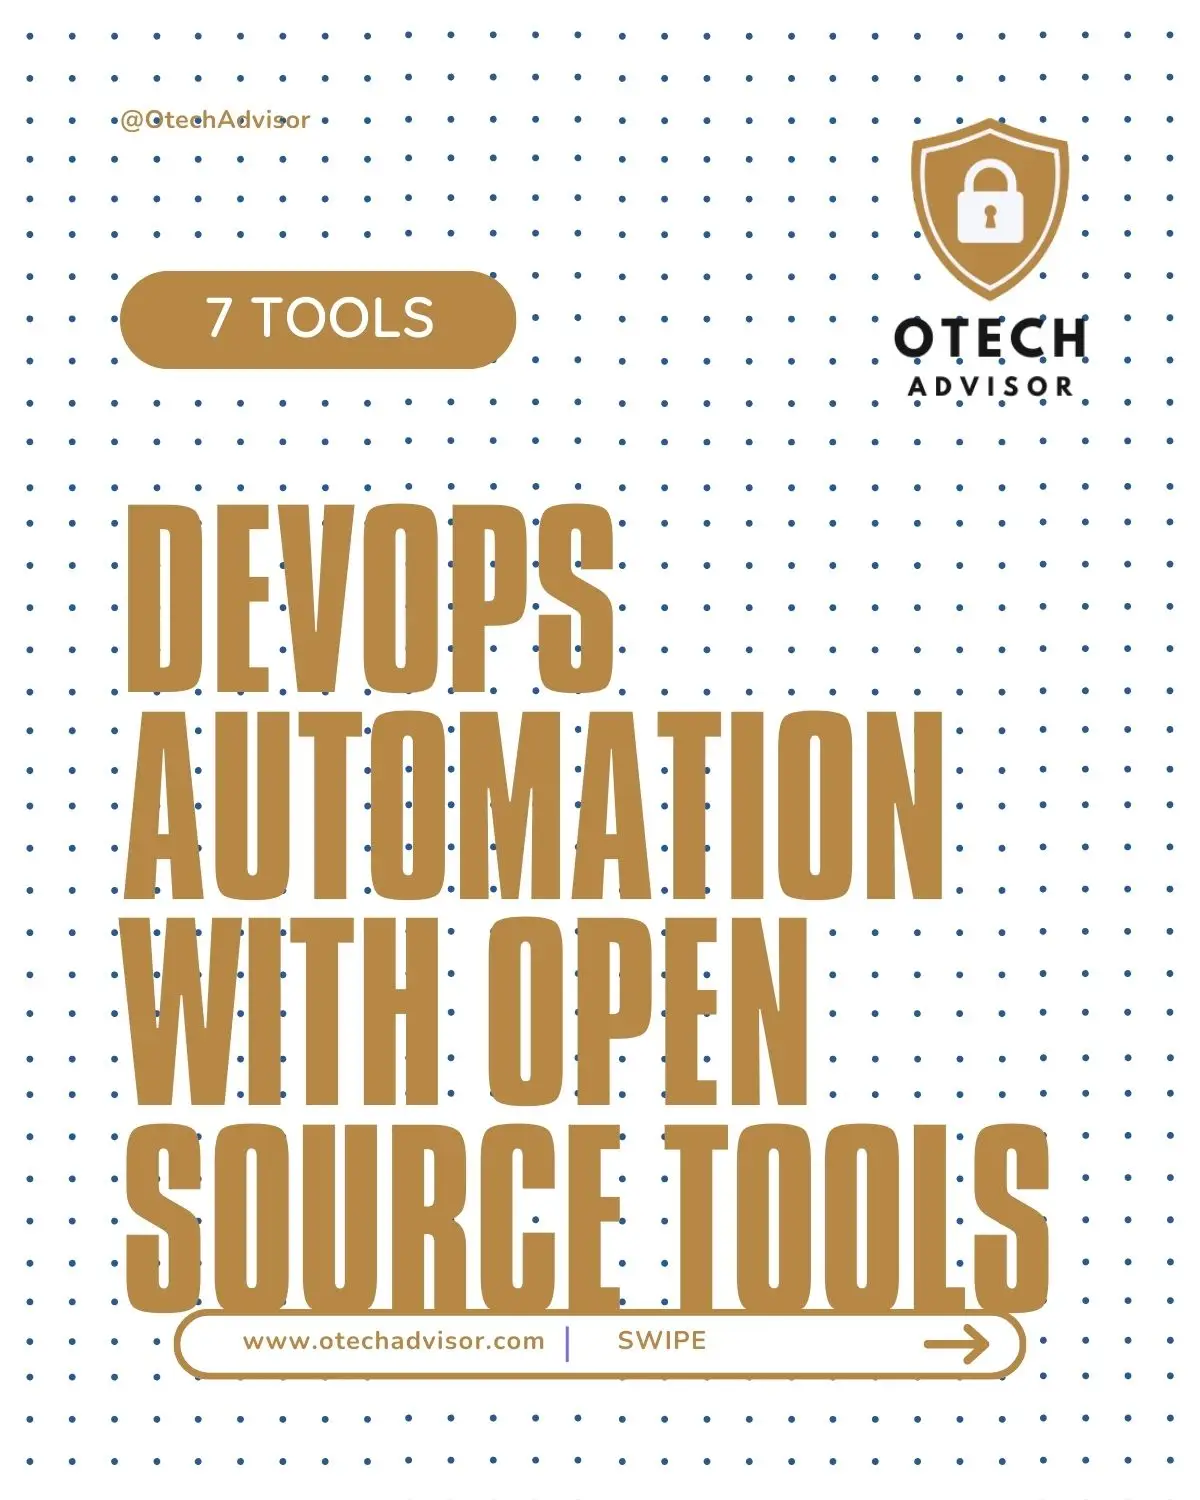 @OtechAdvisor
OTECH
ADVISOR
7 TOOLS
DEVOPS
AUTOMATION
WITH OPEN
SOURCE TOOLS
www.otechadvisor.com | SWIPE